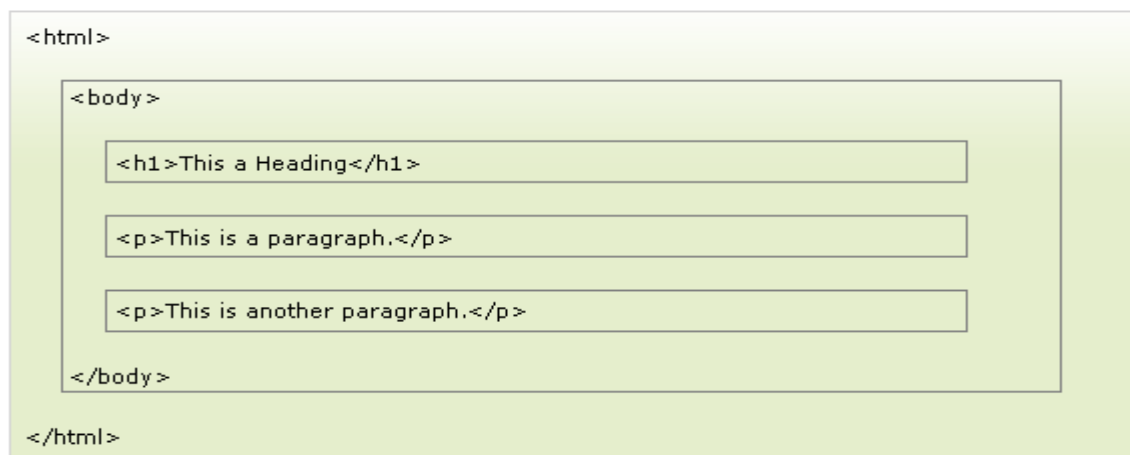 <html>
<body>
<h1>This a Heading</h1>
<p>This is a paragraph.</p>
<p>This is another paragraph.</p>
</body>
</html>